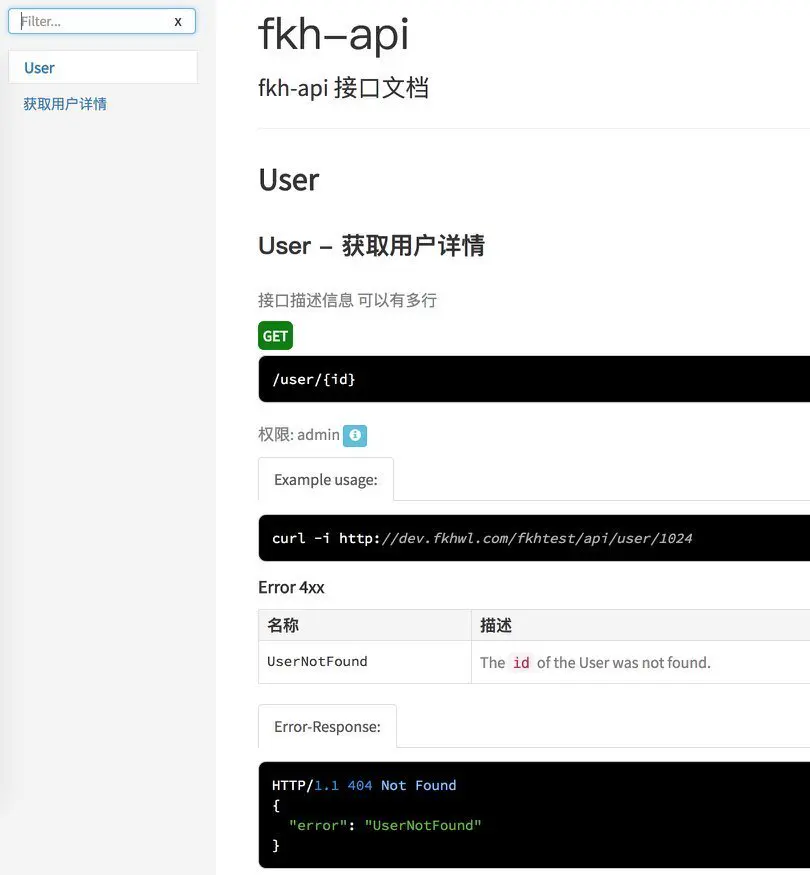 Filter... x
User
获取用户详情
fkh-api
fkh-api 接口文档
User
User - 获取用户详情
接口描述信息 可以有多行
GET
/user/{id}
权限: admin
Example usage:
curl -i http://dev.fkhwl.com/fkhtest/api/user/1024
Error 4xx
名称 描述
UserNotFound The id of the User was not found.
Error-Response:
HTTP/1.1 404 Not Found
{
"error": "UserNotFound"
}